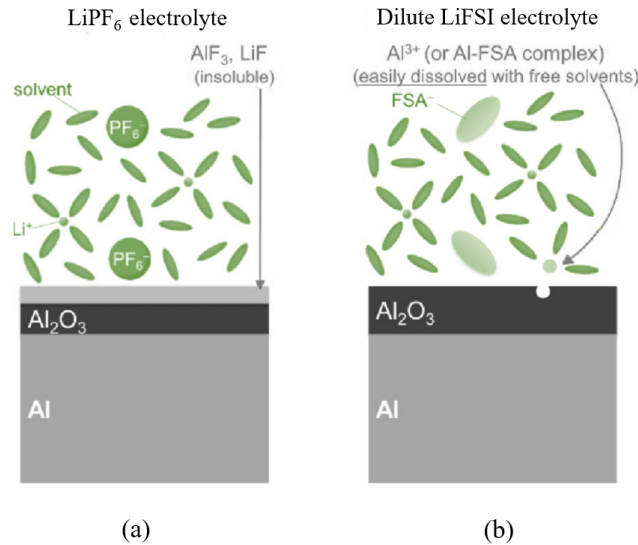 LiPF₆ electrolyte
AlF₃, LiF
(insoluble)
solvent
PF₆⁻
Li⁺
PF₆⁻
Al₂O₃
Al
(a)
Dilute LiFSI electrolyte
Al³⁺ (or Al-FSA complex)
(easily dissolved with free solvents)
FSA⁻
Al₂O₃
Al
(b)